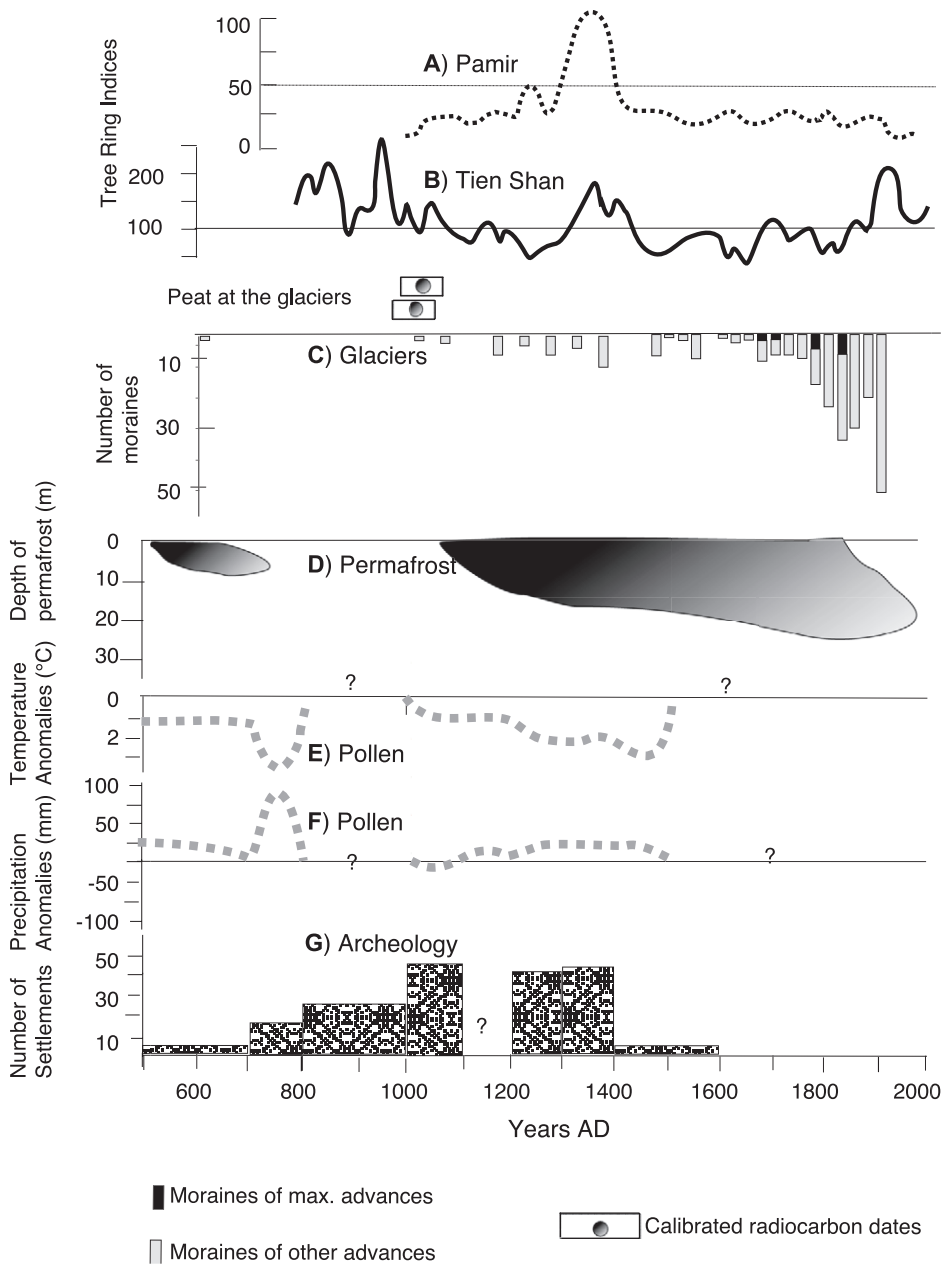 Tree Ring Indices
100
50
0
A) Pamir
200
100
B) Tien Shan
Peat at the glaciers
Number of
moraines
10
30
50
C) Glaciers
Depth of
permafrost (m)
0
10
20
30
D) Permafrost
?
?
Temperature
Anomalies (°C)
0
2
E) Pollen
Precipitation
Anomalies (mm)
100
50
-50
-100
F) Pollen
?
?
Number of
Settlements
50
30
10
G) Archeology
?
600 800 1000 1200 1400 1600 1800 2000
Years AD
Moraines of max. advances
Calibrated radiocarbon dates
Moraines of other advances